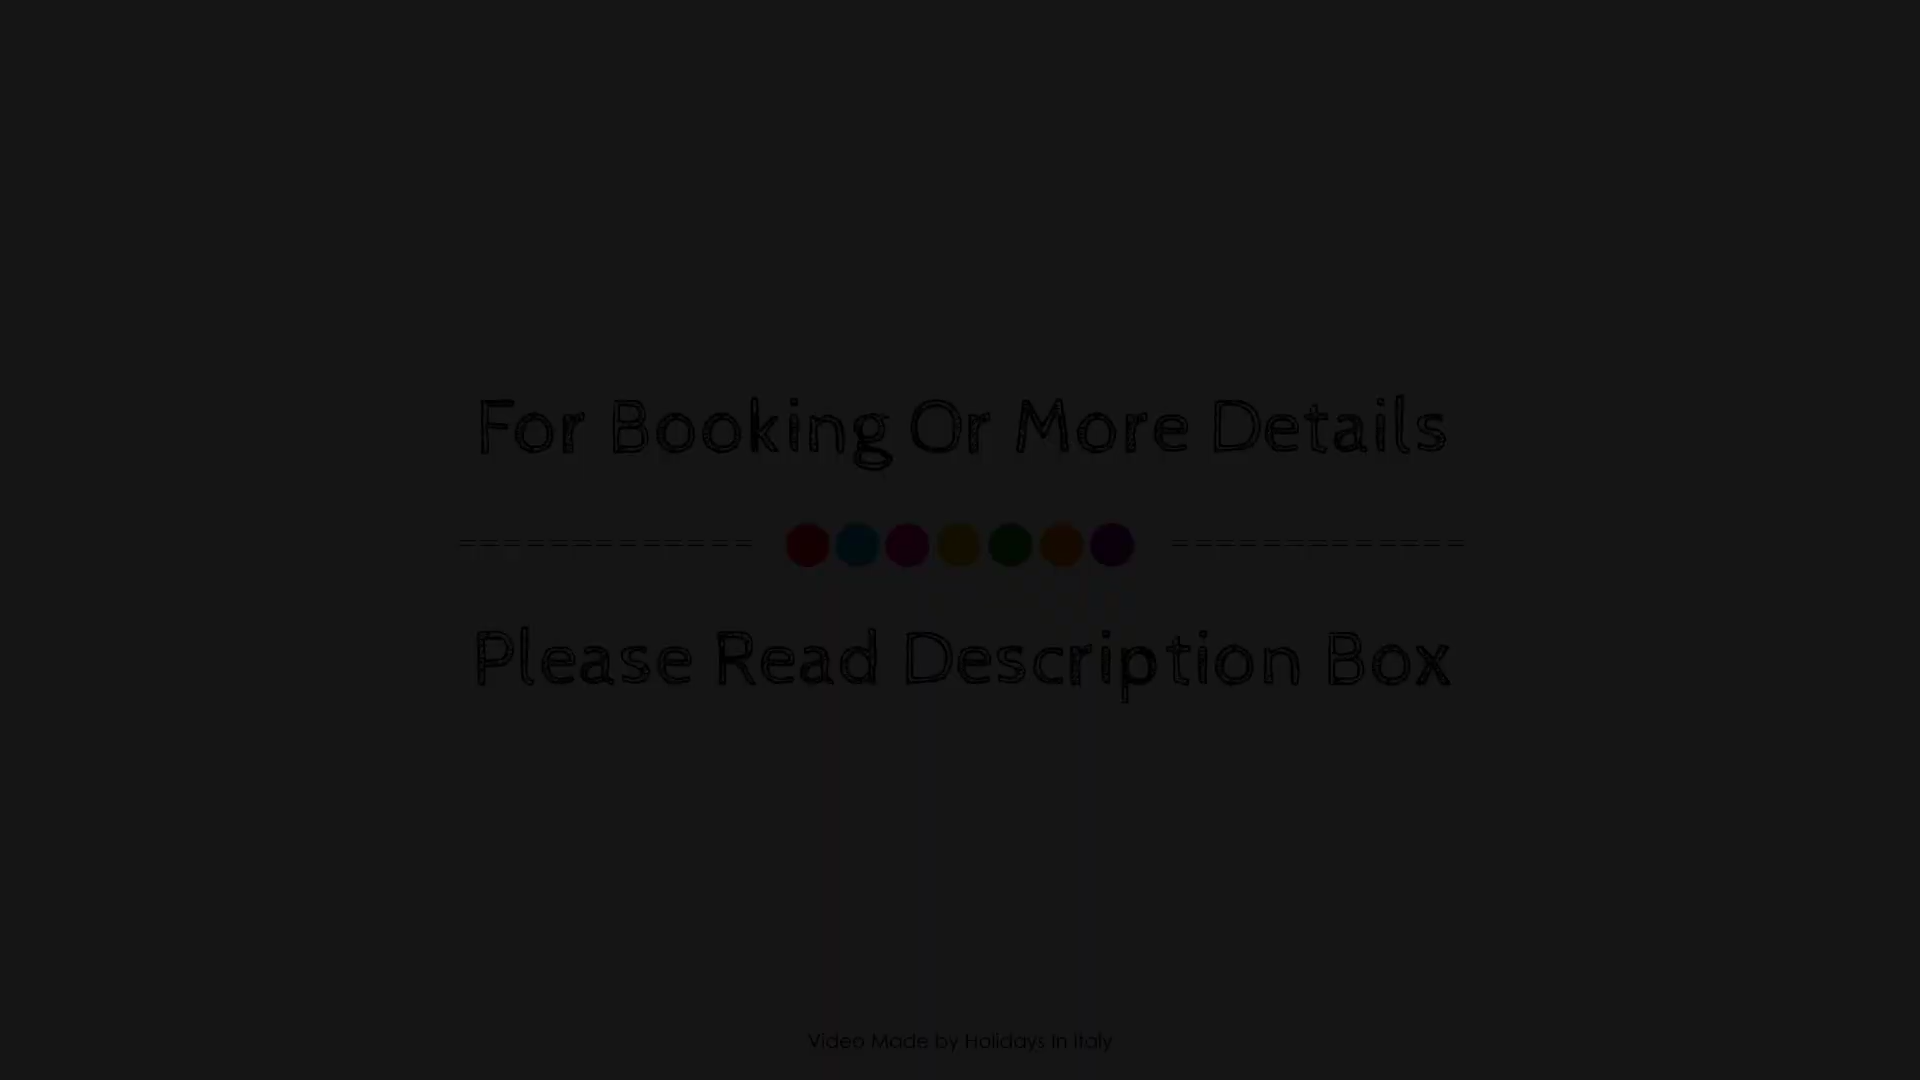 For Booking Or More Details
============= =============
Please Read Description Box
Video Made by Holidays In Italy